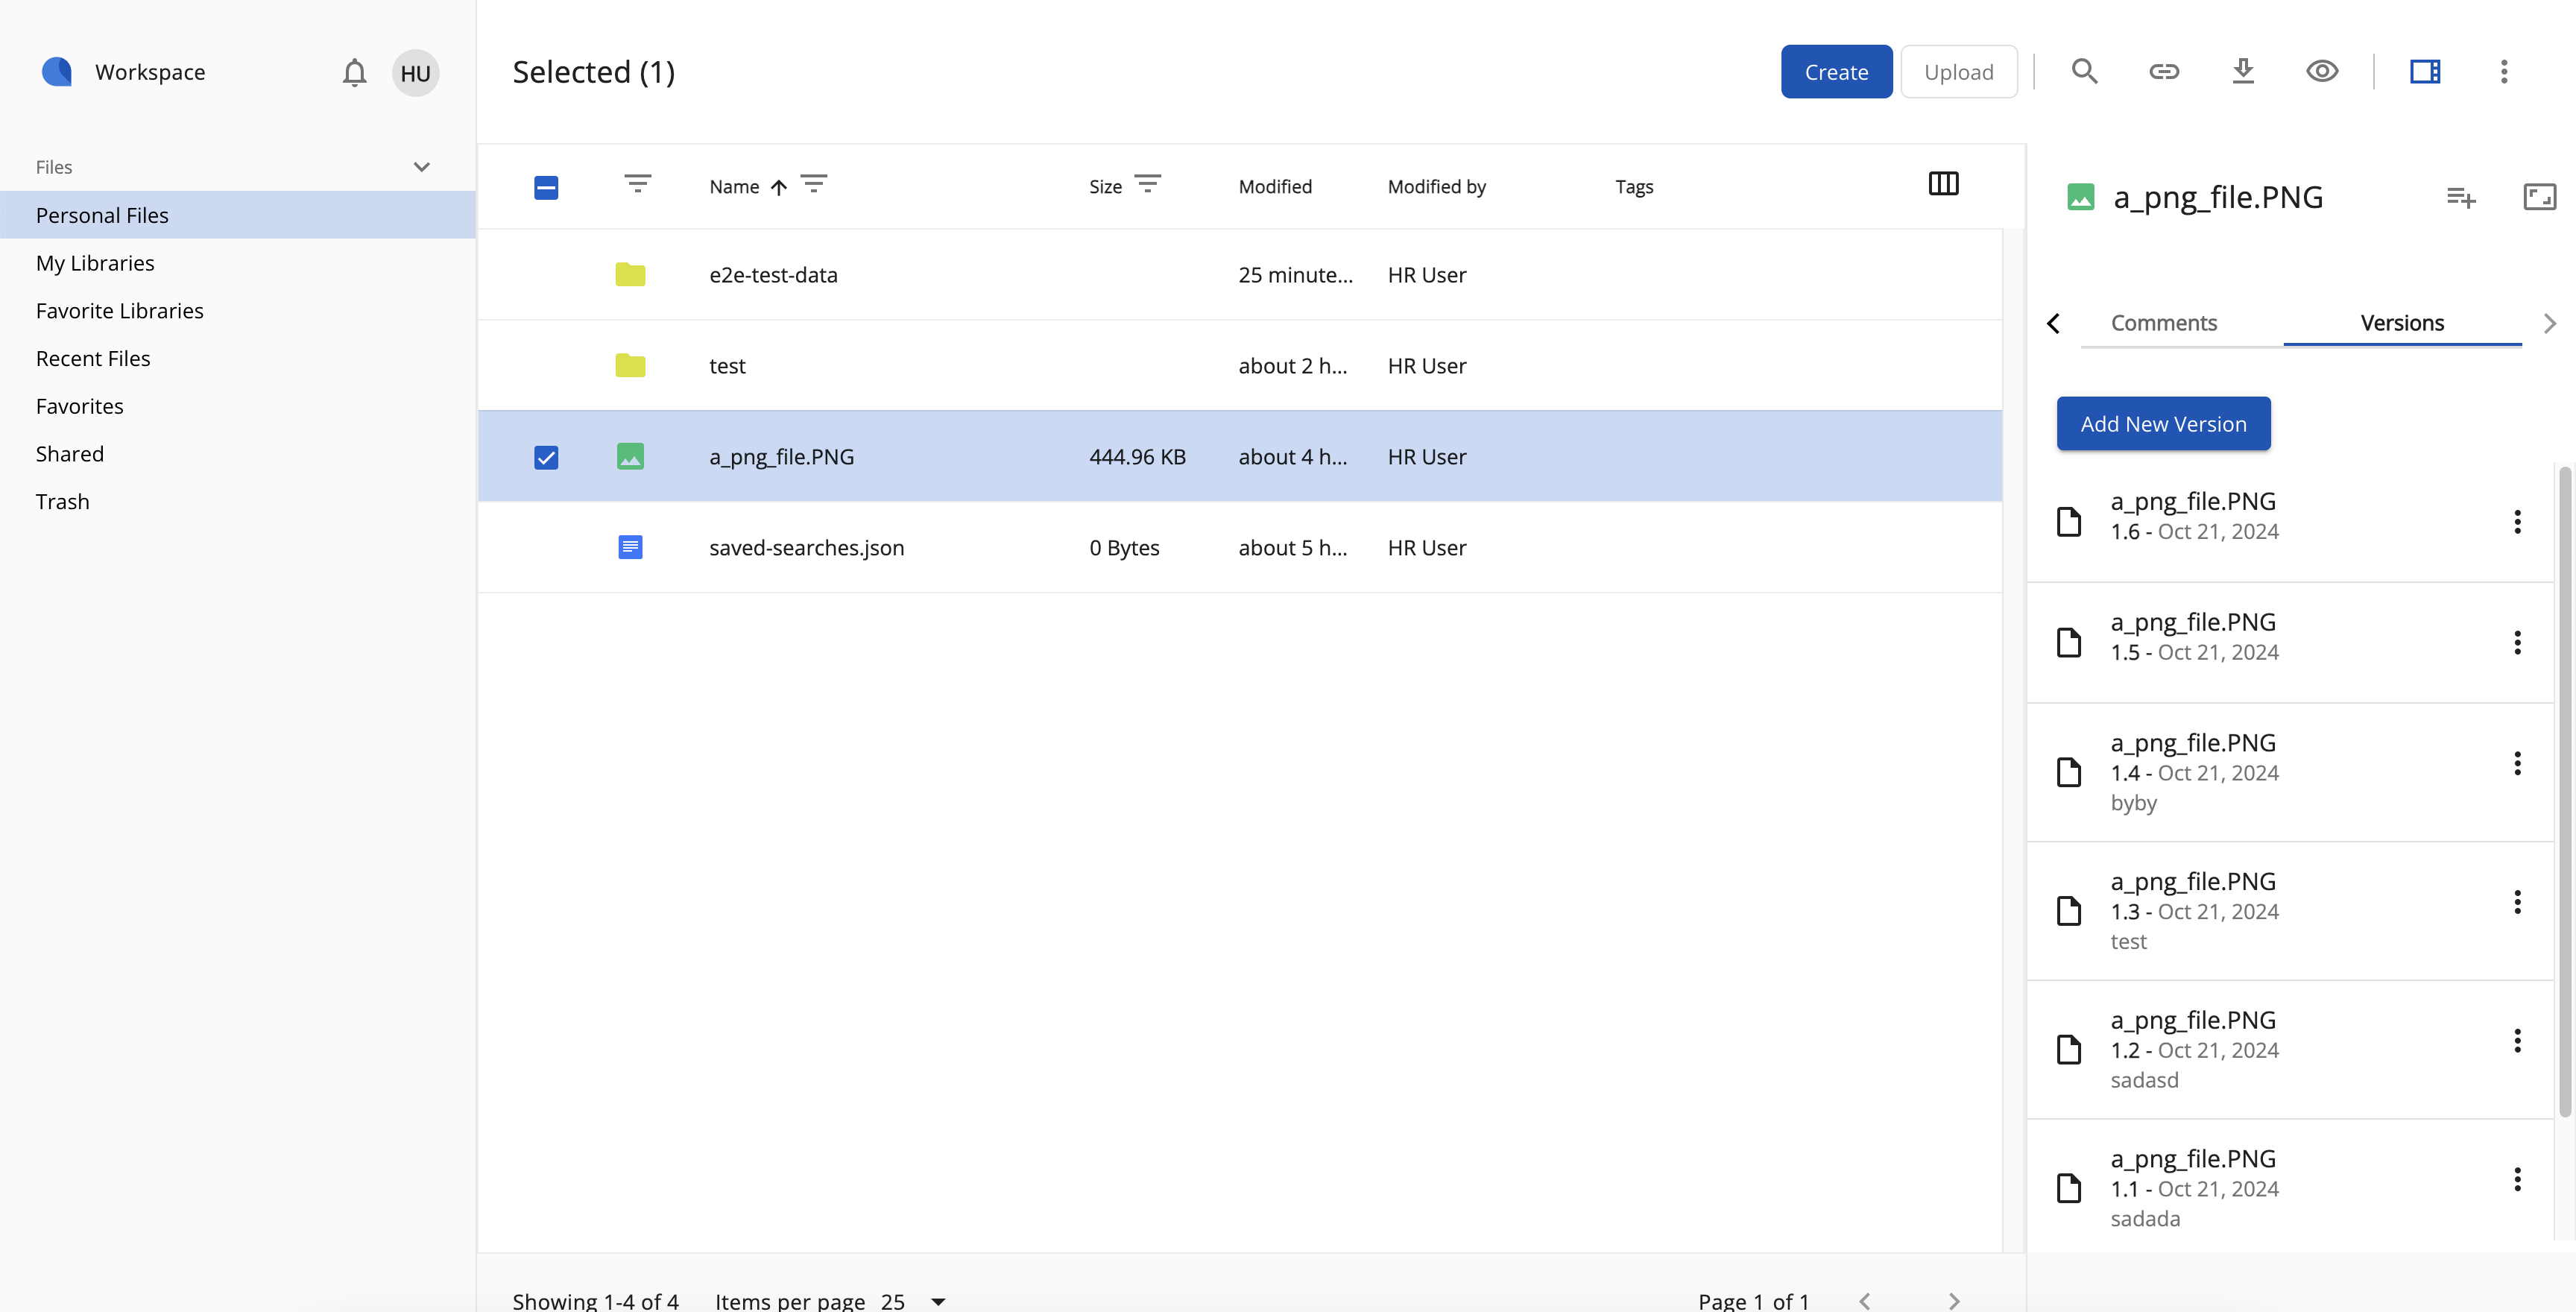 Workspace
HU
Files
Personal Files
My Libraries
Favorite Libraries
Recent Files
Favorites
Shared
Trash
Selected (1)
Create
Upload
Name Size Modified Modified by Tags
e2e-test-data 25 minute... HR User
test about 2 h... HR User
a_png_file.PNG 444.96 KB about 4 h... HR User
saved-searches.json 0 Bytes about 5 h... HR User
Showing 1-4 of 4 Items per page 25 Page 1 of 1
a_png_file.PNG
Comments Versions
Add New Version
a_png_file.PNG
1.6 - Oct 21, 2024
a_png_file.PNG
1.5 - Oct 21, 2024
a_png_file.PNG
1.4 - Oct 21, 2024
byby
a_png_file.PNG
1.3 - Oct 21, 2024
test
a_png_file.PNG
1.2 - Oct 21, 2024
sadasd
a_png_file.PNG
1.1 - Oct 21, 2024
sadada